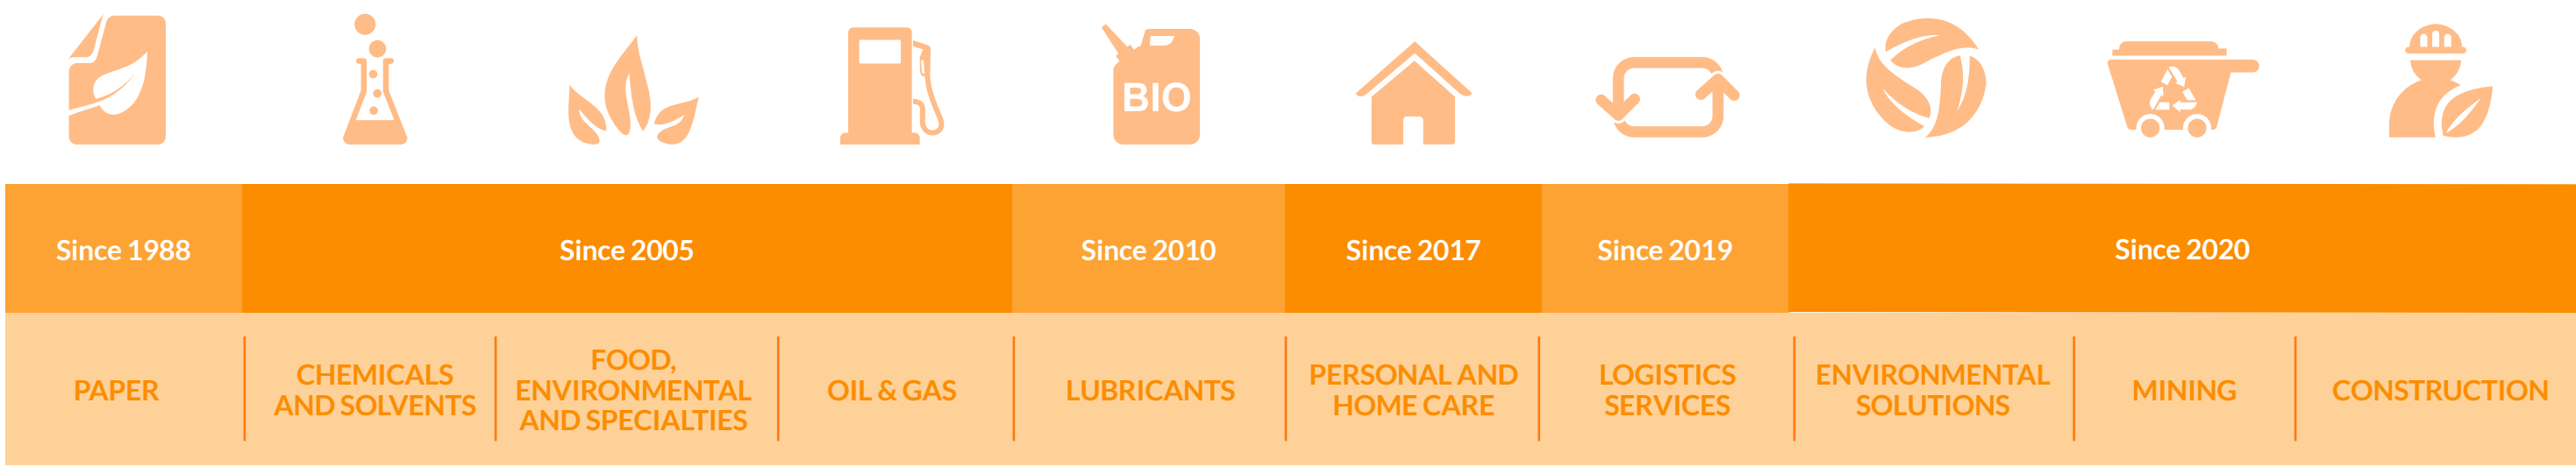 BIO
Since 1988
Since 2005
Since 2010
Since 2017
Since 2019
Since 2020
PAPER
CHEMICALS
AND SOLVENTS
FOOD,
ENVIRONMENTAL
AND SPECIALTIES
OIL & GAS
LUBRICANTS
PERSONAL AND
HOME CARE
LOGISTICS
SERVICES
ENVIRONMENTAL
SOLUTIONS
MINING
CONSTRUCTION